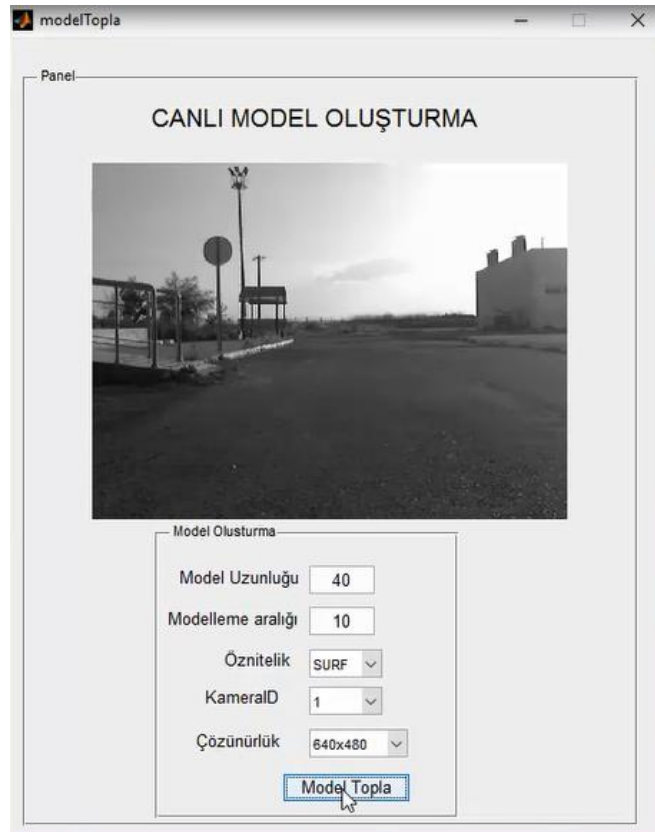 modelTopla
Panel
CANLI MODEL OLUŞTURMA
Model Olusturma
Model Uzunluğu 40
Modelleme aralığı 10
Öznitelik SURF
KameraID 1
Çözünürlük 640x480
Model Topla